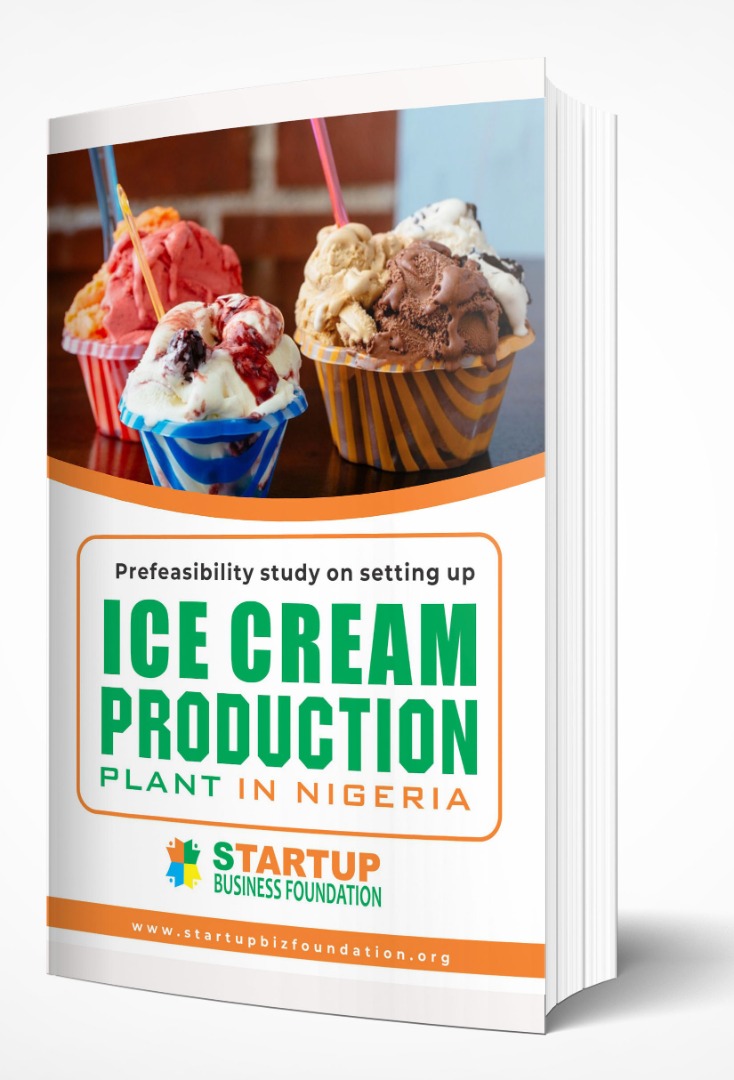 Prefeasibility study on setting up
ICE CREAM
PRODUCTION
PLANT IN NIGERIA
STARTUP
BUSINESS FOUNDATION
www.startupbizfoundation.org